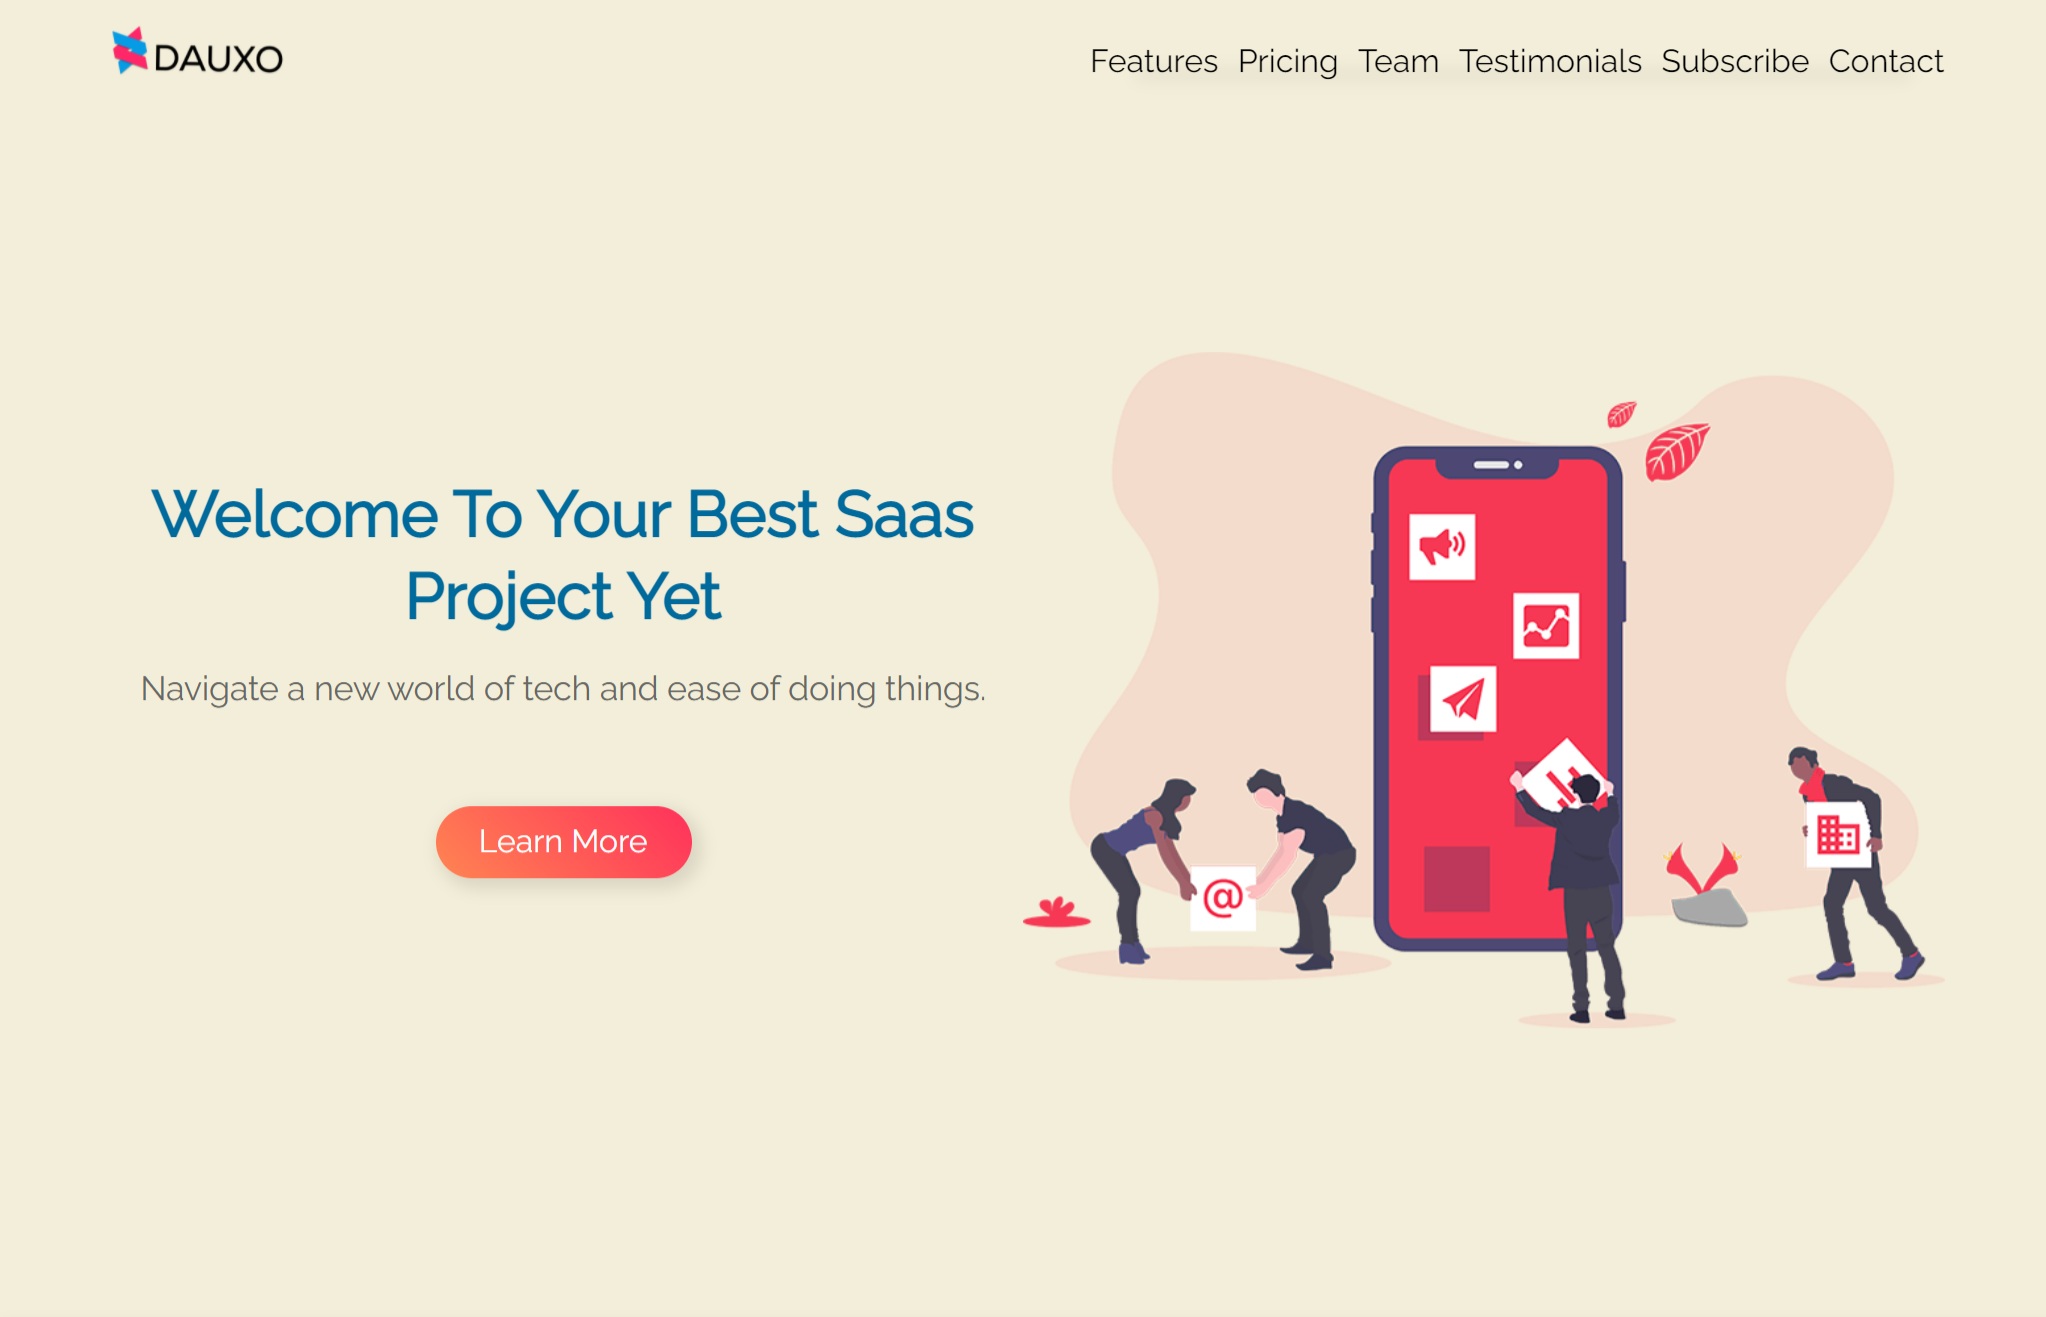 DAUXO
Features Pricing Team Testimonials Subscribe Contact
Welcome To Your Best Saas
Project Yet
Navigate a new world of tech and ease of doing things.
Learn More
@